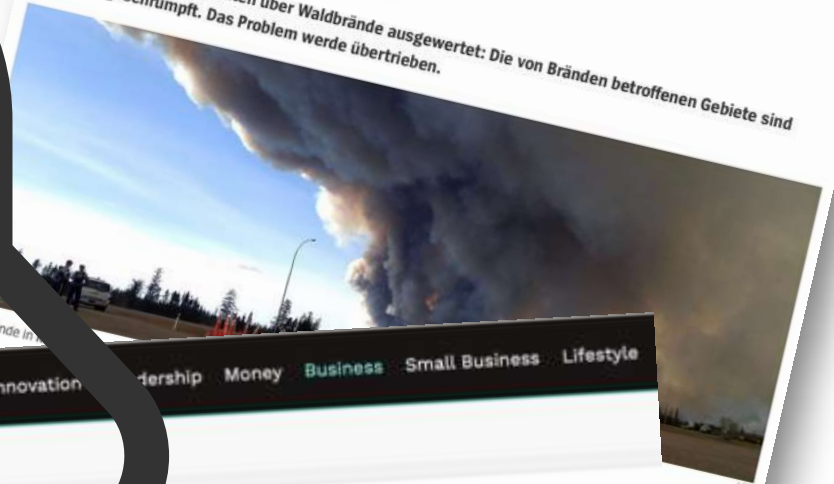 über Waldbrände ausgewertet: Die von Bränden betroffenen Gebiete sind
Das Problem werde übertrieben.
Money Business Small Business Lifestyle